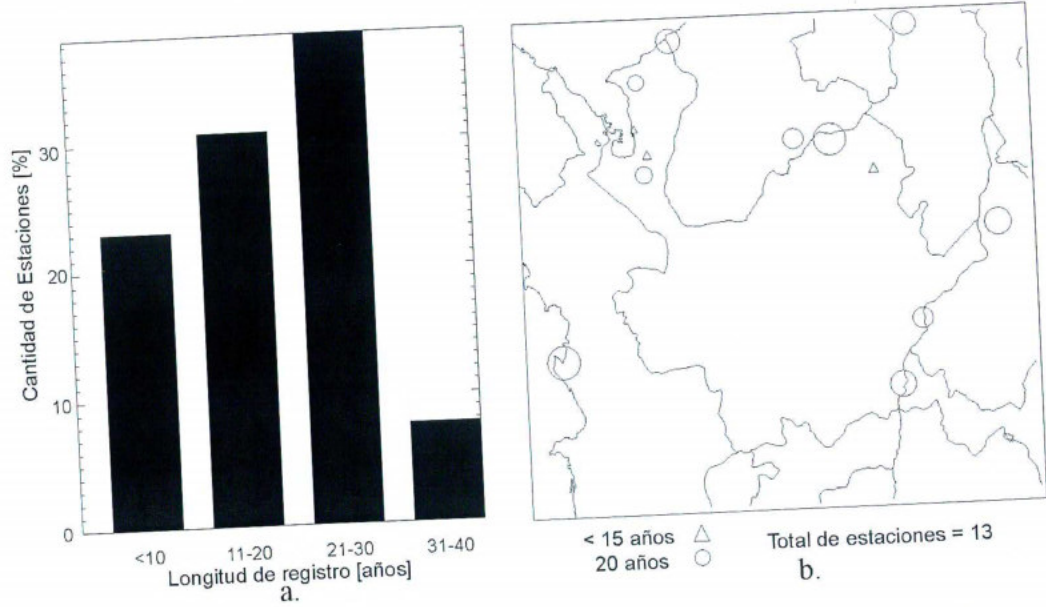 Cantidad de Estaciones [%]
30
20
10
0
<10
11-20
21-30
31-40
Longitud de registro [años]
a.
< 15 años
20 años
Total de estaciones = 13
b.